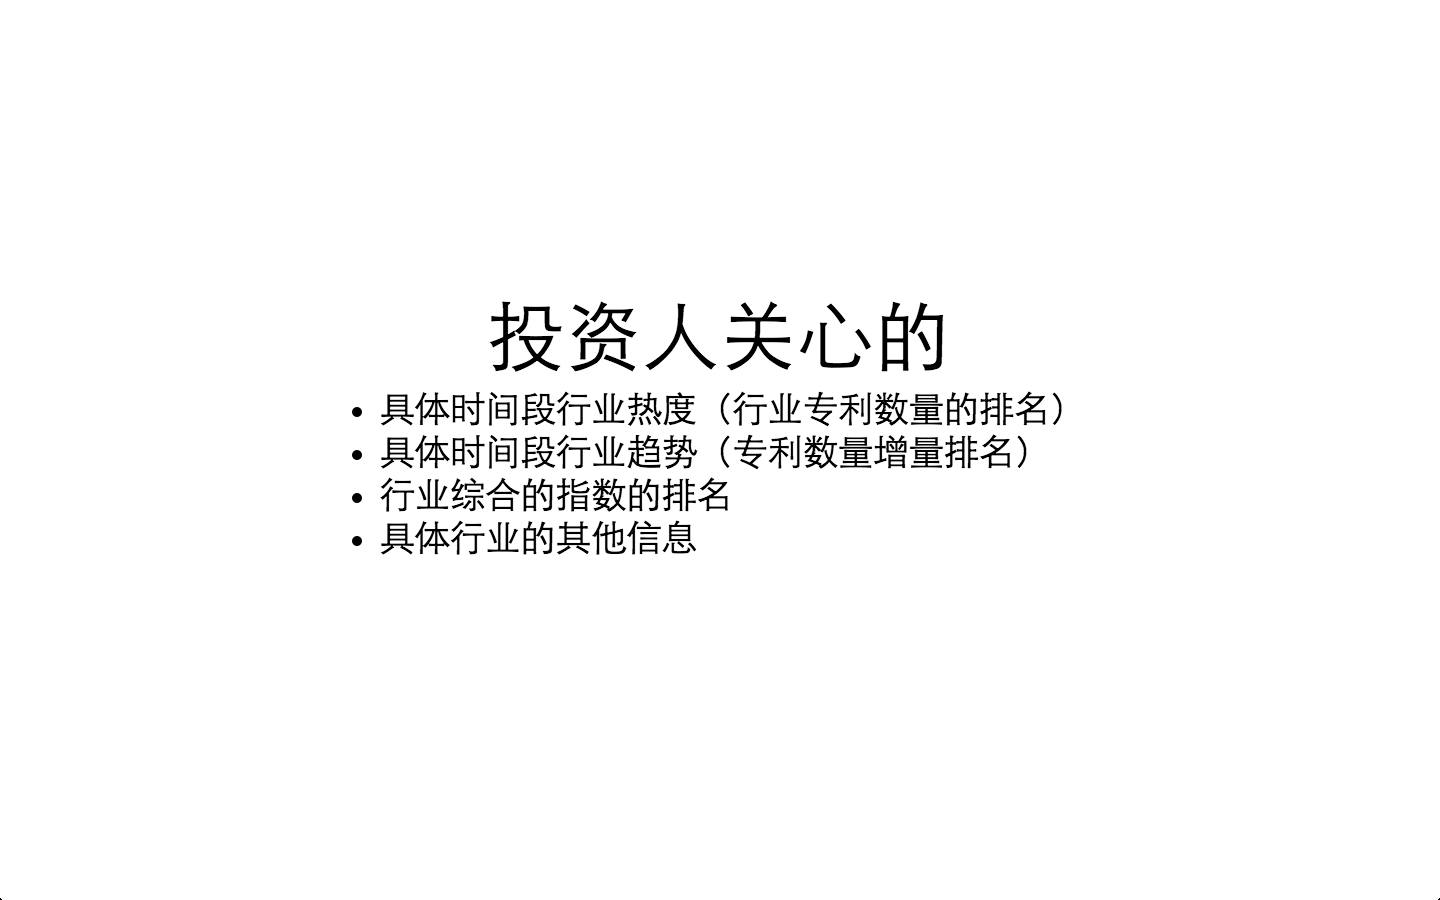 投资人关心的
• 具体时间段行业热度（行业专利数量的排名）
• 具体时间段行业趋势（专利数量增量排名）
• 行业综合的指数的排名
• 具体行业的其他信息